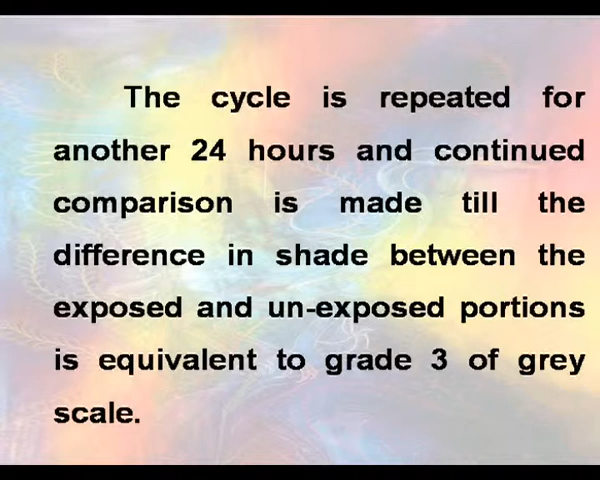 The cycle is repeated for
another 24 hours and continued
comparison is made till the
difference in shade between the
exposed and un-exposed portions
is equivalent to grade 3 of grey
scale.